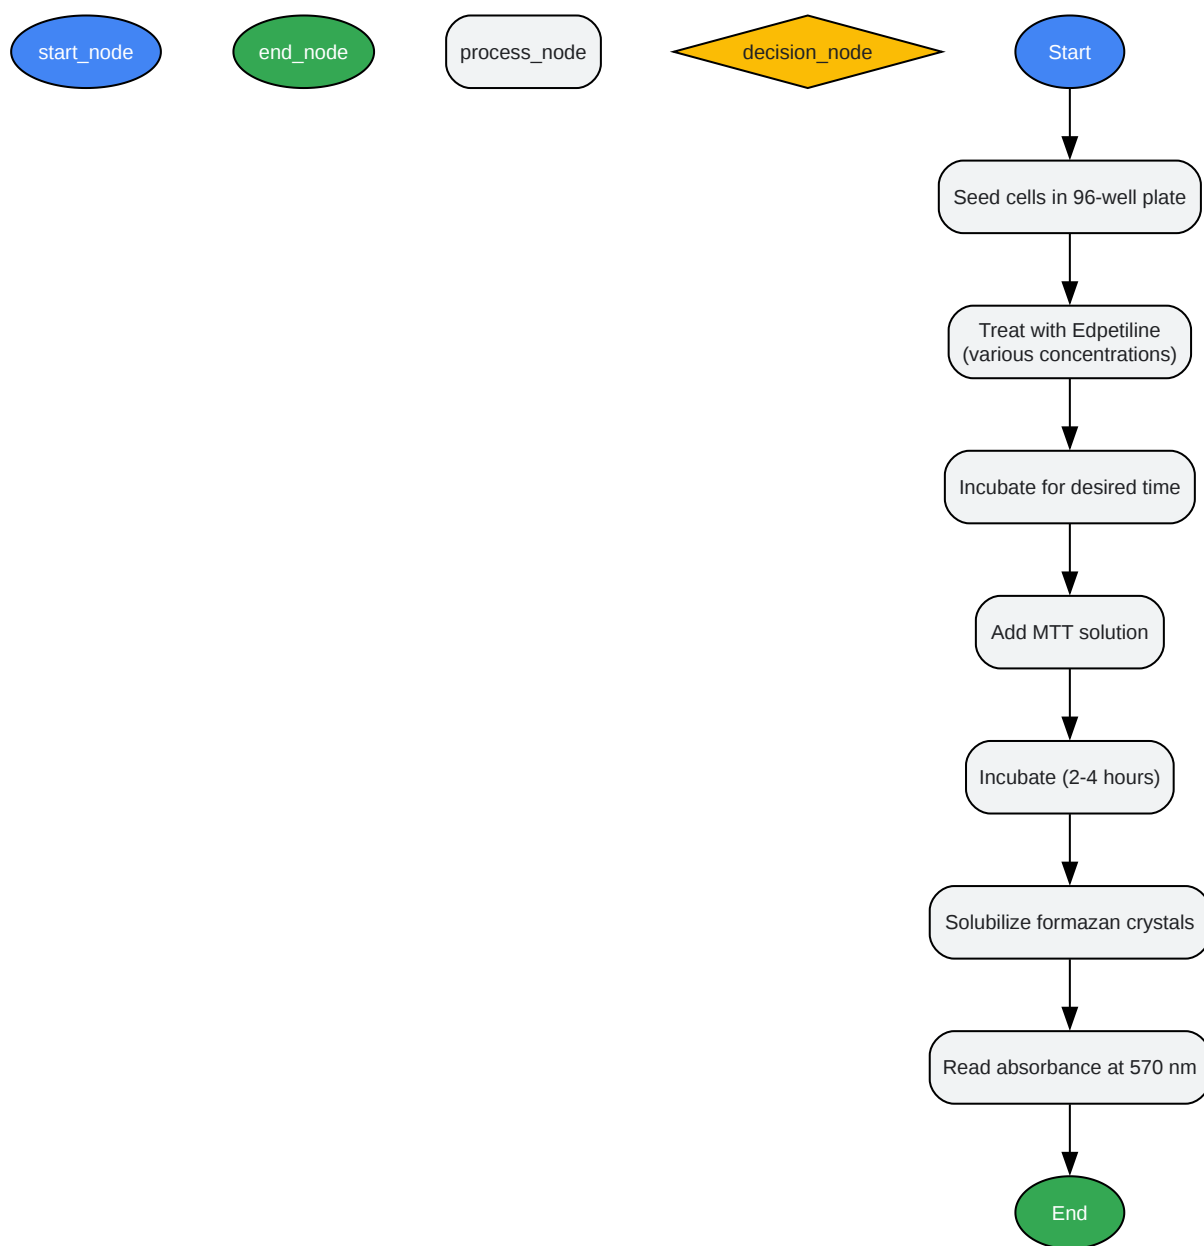 start_node
end_node
process_node
decision_node
Start
Seed cells in 96-well plate
Treat with Edpetiline
(various concentrations)
Incubate for desired time
Add MTT solution
Incubate (2-4 hours)
Solubilize formazan crystals
Read absorbance at 570 nm
End